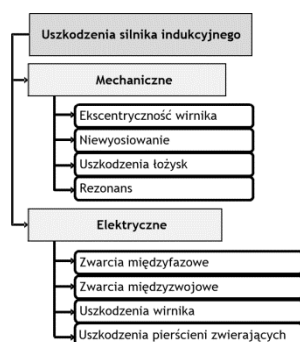 Uszkodzenia silnika indukcyjnego
Mechaniczne
Ekscentryczność wirnika
Niewyosiowanie
Uszkodzenia łożysk
Rezonans
Elektryczne
Zwarcia międzyfazowe
Zwarcia międzyzwojowe
Uszkodzenia wirnika
Uszkodzenia pierścieni zwierających